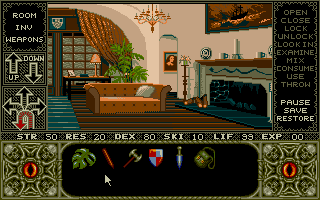 ROOM
INV
WEAPONS
UP
DOWN
OPEN
CLOSE
LOCK
UNLOCK
LOOK IN
EXAMINE
MIX
CONSUME
USE
THROW
PAUSE
SAVE
RESTORE
STR 50 RES 20 DEX 80 SKI 10 LIF 99 EXP 00